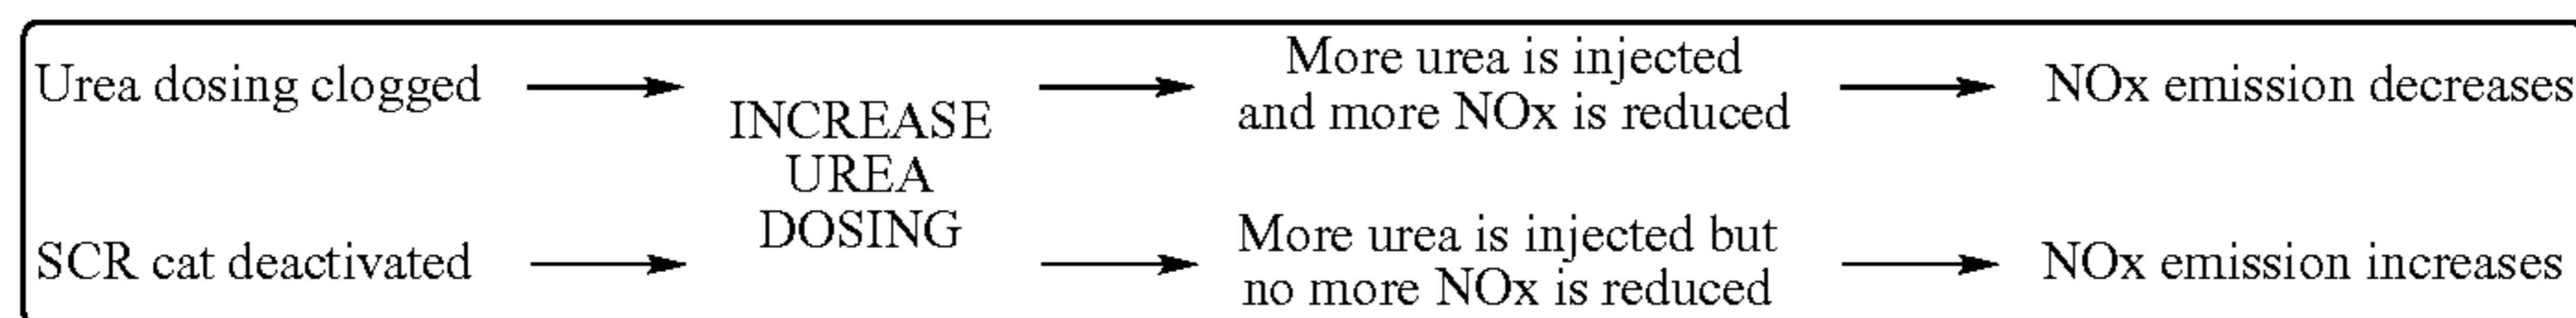 Urea dosing clogged
INCREASE
UREA
DOSING
More urea is injected
and more NOx is reduced
NOx emission decreases
SCR cat deactivated
More urea is injected but
no more NOx is reduced
NOx emission increases